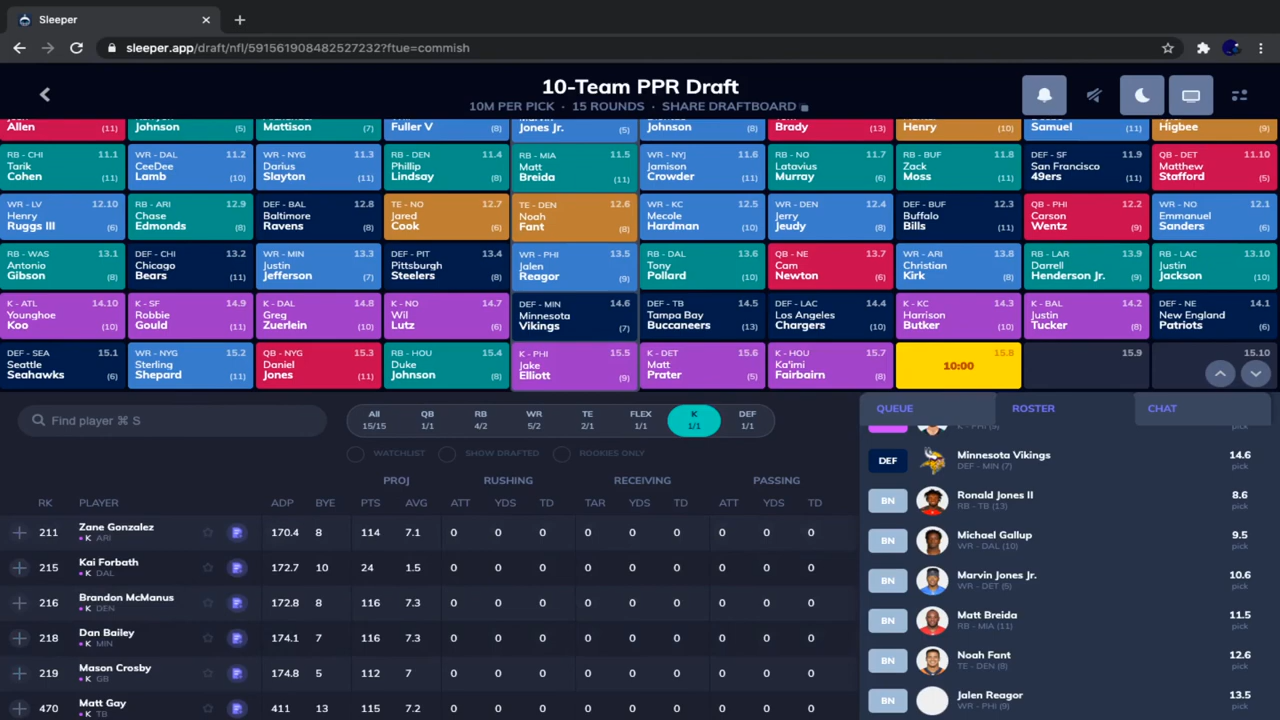 Sleeper
sleeper.app/draft/nfl/591561908482527232?ftue=commish
10-Team PPR Draft
10M PER PICK · 15 ROUNDS · SHARE DRAFTBOARD
Allen (11) Johnson (5) Mattison (7) Fuller V (8) Jones Jr. (5) Johnson (8) Brady (13) Henry (10) Samuel (11) Higbee (9)
RB - CHI 11.1 WR - DAL 11.2 WR - NYG 11.3 RB - DEN 11.4 RB - MIA 11.5 WR - NYJ 11.6 RB - NO 11.7 RB - BUF 11.8 DEF - SF 11.9 QB - DET 11.10
Tarik CeeDee Darius Phillip Matt Jamison Latavius Zack San Francisco Matthew
Cohen (11) Lamb (10) Slayton (11) Lindsay (8) Breida (11) Crowder (11) Murray (6) Moss (11) 49ers (11) Stafford (5)
WR - LV 12.10 RB - ARI 12.9 DEF - BAL 12.8 TE - NO 12.7 TE - DEN 12.6 WR - KC 12.5 WR - DEN 12.4 DEF - BUF 12.3 QB - PHI 12.2 WR - NO 12.1
Henry Chase Baltimore Jared Noah Mecole Jerry Buffalo Carson Emmanuel
Ruggs III (6) Edmonds (8) Ravens (8) Cook (6) Fant (8) Hardman (10) Jeudy (8) Bills (11) Wentz (9) Sanders (6)
RB - WAS 13.1 DEF - CHI 13.2 WR - MIN 13.3 DEF - PIT 13.4 WR - PHI 13.5 RB - DAL 13.6 QB - NE 13.7 WR - ARI 13.8 RB - LAR 13.9 RB - LAC 13.10
Antonio Chicago Justin Pittsburgh Jalen Tony Cam Christian Darrell Justin
Gibson (8) Bears (11) Jefferson (7) Steelers (8) Reagor (9) Pollard (10) Newton (6) Kirk (8) Henderson Jr. (9) Jackson (10)
K - ATL 14.10 K - SF 14.9 K - DAL 14.8 K - NO 14.7 DEF - MIN 14.6 DEF - TB 14.5 DEF - LAC 14.4 K - KC 14.3 K - BAL 14.2 DEF - NE 14.1
Younghoe Robbie Greg Wil Minnesota Tampa Bay Los Angeles Harrison Justin New England
Koo (10) Gould (11) Zuerlein (10) Lutz (6) Vikings (7) Buccaneers (13) Chargers (10) Butker (10) Tucker (8) Patriots (6)
DEF - SEA 15.1 WR - NYG 15.2 QB - NYG 15.3 RB - HOU 15.4 K - PHI 15.5 K - DET 15.6 K - HOU 15.7 15.8 15.9 15.10
Seattle Sterling Daniel Duke Jake Matt Ka'imi 10:00
Seahawks (6) Shepard (11) Jones (11) Johnson (8) Elliott (9) Prater (5) Fairbairn (8)
Find player ⌘ S
All QB RB WR TE FLEX K DEF
15/15 1/1 4/2 5/2 2/1 1/1 1/1 1/1
WATCHLIST SHOW DRAFTED ROOKIES ONLY
PROJ RUSHING RECEIVING PASSING
RK PLAYER ADP BYE PTS AVG ATT YDS TD TAR YDS TD ATT YDS TD
211 Zane Gonzalez 170.4 8 114 7.1 0 0 0 0 0 0 0 0 0
K ARI
215 Kai Forbath 172.7 10 24 1.5 0 0 0 0 0 0 0 0 0
K DAL
216 Brandon McManus 172.8 8 116 7.3 0 0 0 0 0 0 0 0 0
K DEN
218 Dan Bailey 174.1 7 116 7.3 0 0 0 0 0 0 0 0 0
K MIN
219 Mason Crosby 174.8 5 112 7 0 0 0 0 0 0 0 0 0
K GB
470 Matt Gay 411 13 115 7.2 0 0 0 0 0 0 0 0 0
K TB
QUEUE ROSTER CHAT
K - PHI (9) pick
DEF Minnesota Vikings 14.6
DEF - MIN (7) pick
BN Ronald Jones II 8.6
RB - TB (13) pick
BN Michael Gallup 9.5
WR - DAL (10) pick
BN Marvin Jones Jr. 10.6
WR - DET (5) pick
BN Matt Breida 11.5
RB - MIA (11) pick
BN Noah Fant 12.6
TE - DEN (8) pick
BN Jalen Reagor 13.5
WR - PHI (9) pick